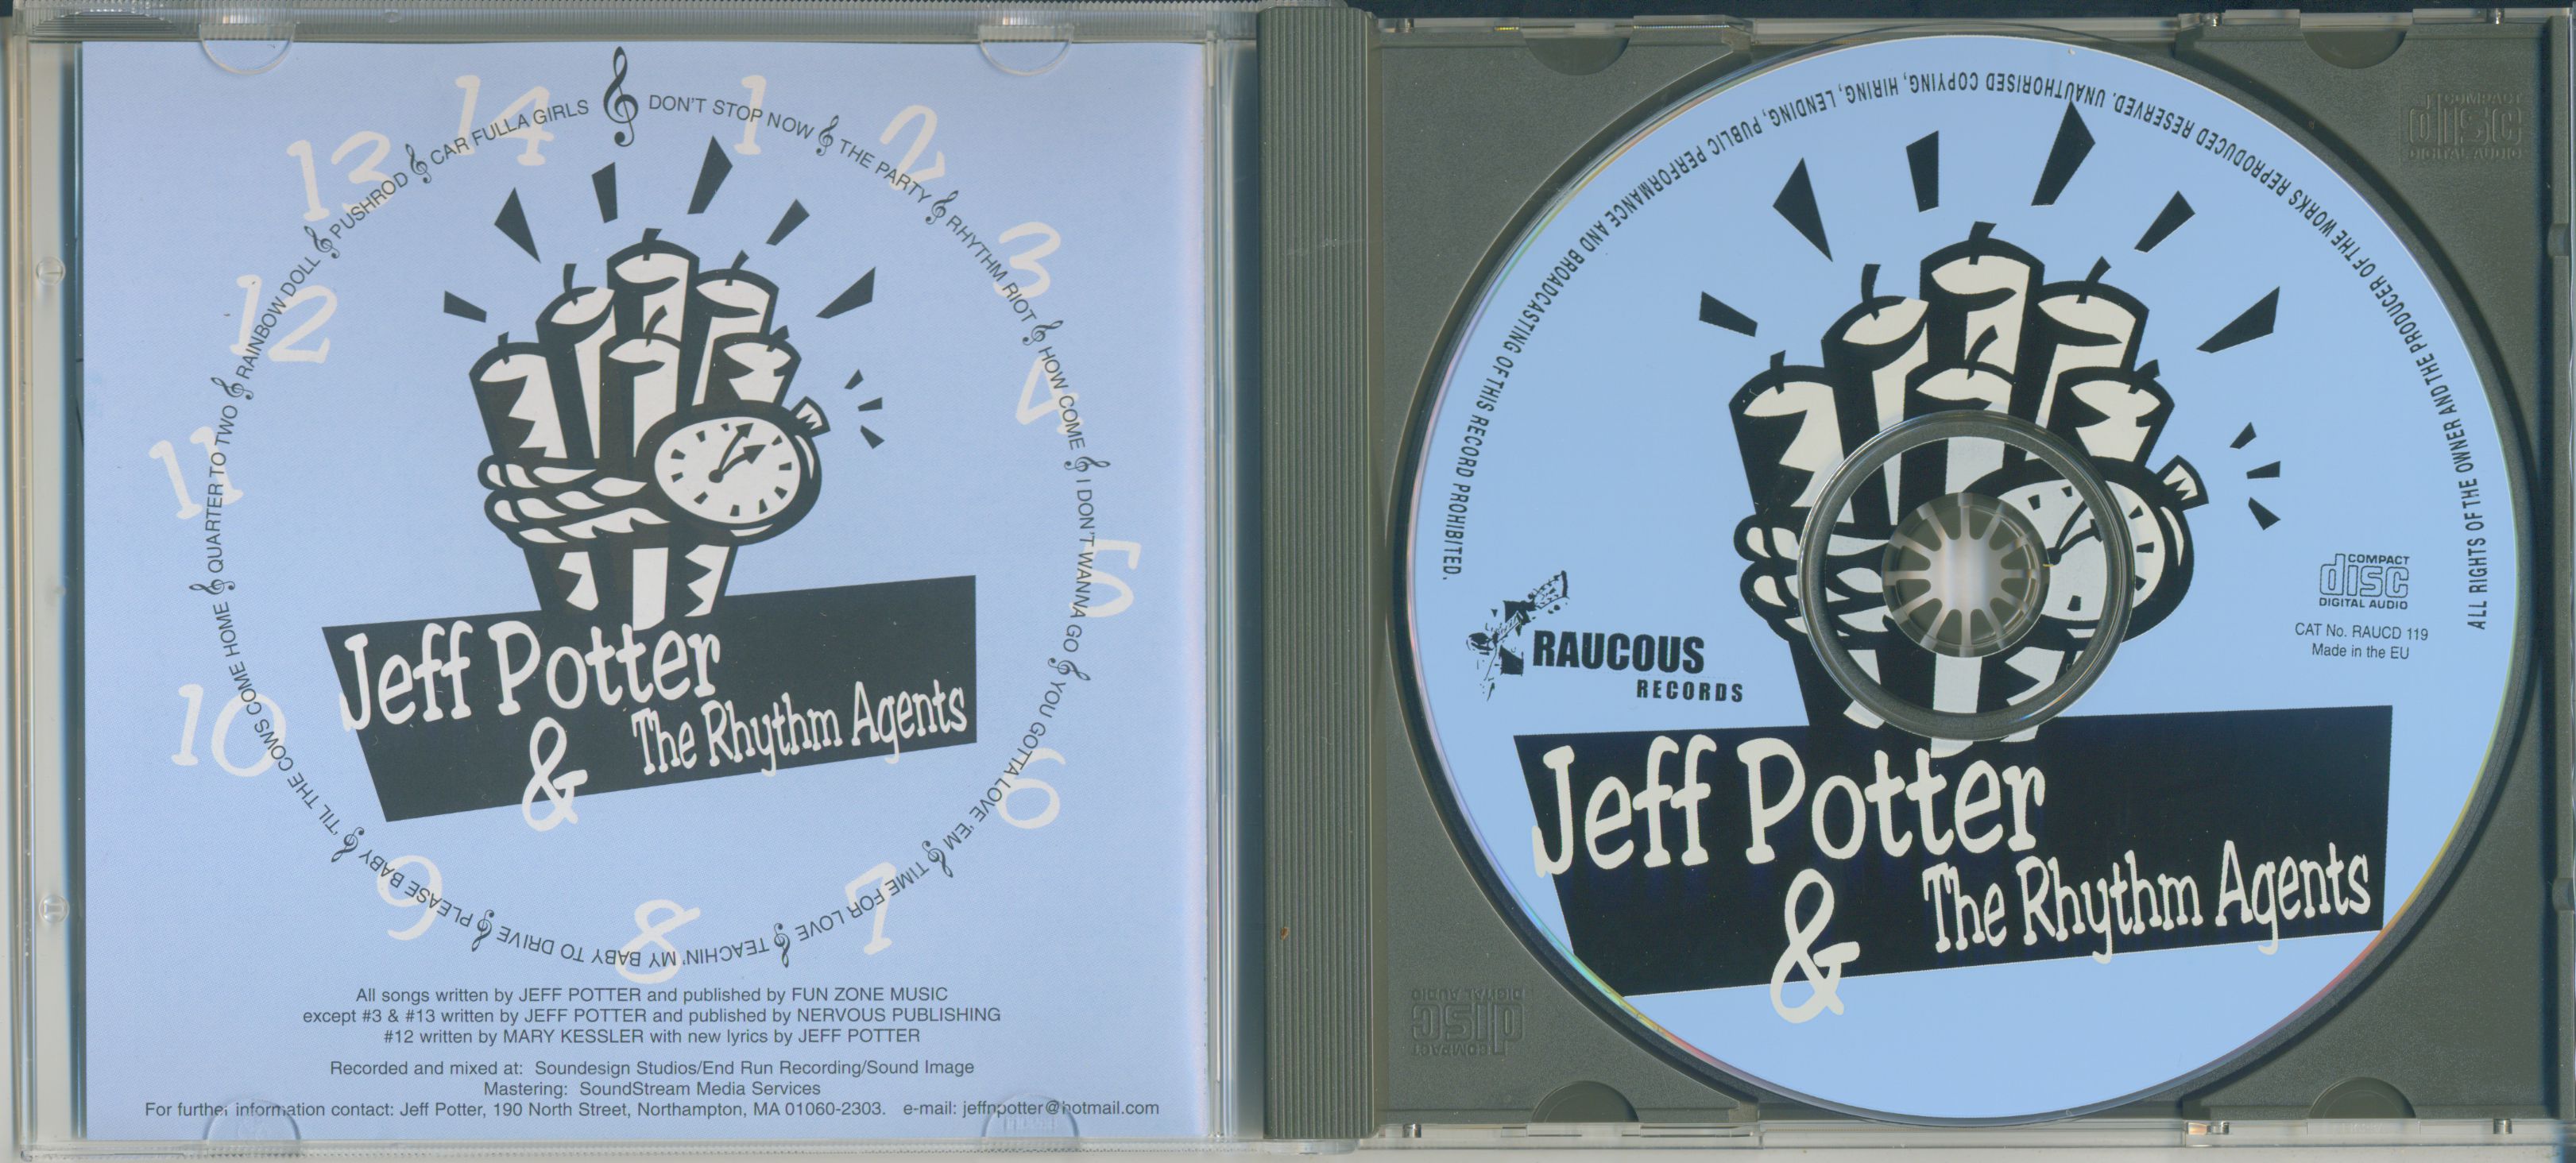 14
CAR FULLA GIRLS
1
DON'T STOP NOW
2
THE PARTY
3
RHYTHM RIOT
4
HOW COME
5
I DON'T WANNA GO
6
YOU GOTTA LOVE 'EM
7
TIME FOR LOVE
8
TEACHIN' MY BABY TO DRIVE
9
PLEASE BABY
10
'TIL THE COWS COME HOME
11
QUARTER TO TWO
12
RAINBOW DOLL
13
PUSHROD
Jeff Potter
& The Rhythm Agents
All songs written by JEFF POTTER and published by FUN ZONE MUSIC
except #3 & #13 written by JEFF POTTER and published by NERVOUS PUBLISHING
#12 written by MARY KESSLER with new lyrics by JEFF POTTER
Recorded and mixed at: Soundesign Studios/End Run Recording/Sound Image
Mastering: SoundStream Media Services
For further information contact: Jeff Potter, 190 North Street, Northampton, MA 01060-2303. e-mail: jeffnpotter@hotmail.com
ALL RIGHTS OF THE OWNER AND THE PRODUCER OF THE WORKS REPRODUCED RESERVED. UNAUTHORISED COPYING, HIRING, LENDING, PUBLIC PERFORMANCE AND BROADCASTING OF THIS RECORD PROHIBITED.
RAUCOUS
RECORDS
COMPACT
disc
DIGITAL AUDIO
CAT No. RAUCD 119
Made in the EU
Jeff Potter
& The Rhythm Agents
COMPACT
disc
DIGITAL AUDIO
COMPACT
disc
DIGITAL AUDIO